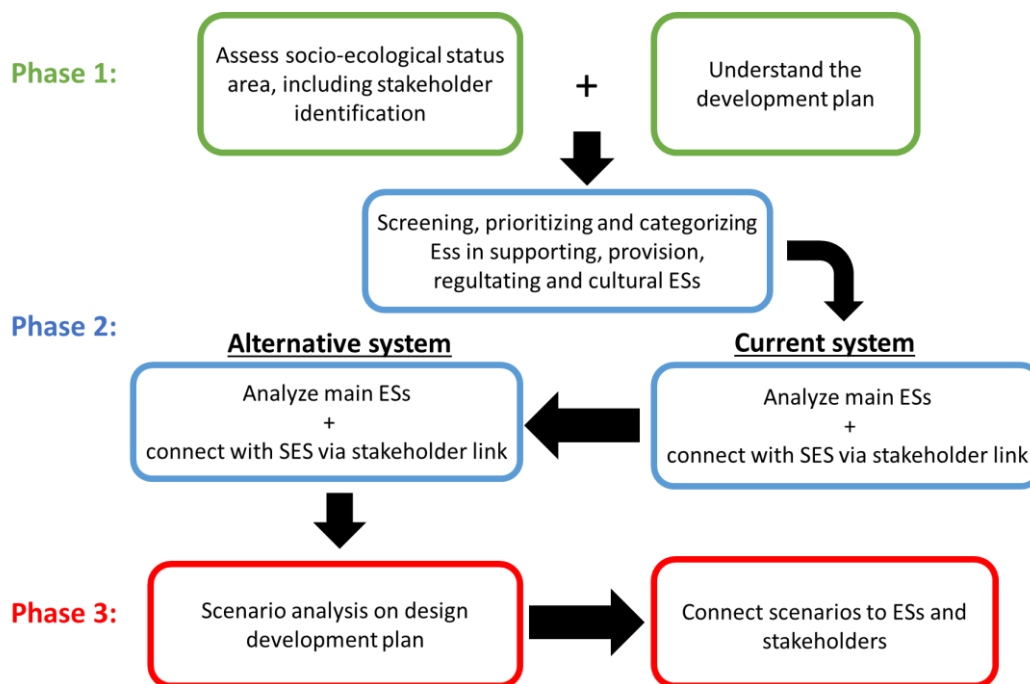 Phase 1:
Assess socio-ecological status
area, including stakeholder
identification
+
Understand the
development plan
Screening, prioritizing and categorizing
Ess in supporting, provision,
regultating and cultural ESs
Phase 2:
Alternative system
Analyze main ESs
+
connect with SES via stakeholder link
Current system
Analyze main ESs
+
connect with SES via stakeholder link
Phase 3:
Scenario analysis on design
development plan
Connect scenarios to ESs and
stakeholders